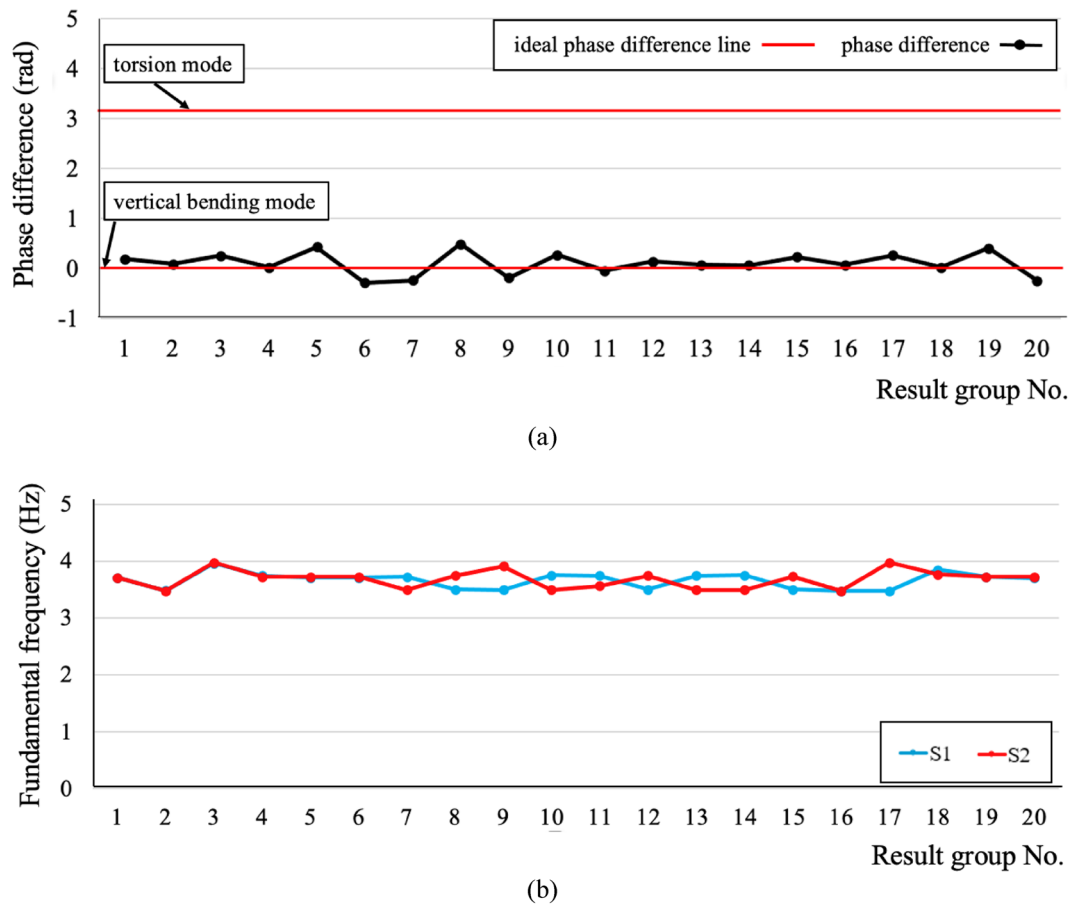 5
ideal phase difference line
phase difference
4
torsion mode
3
2
vertical bending mode
1
0
-1
Phase difference (rad)
1 2 3 4 5 6 7 8 9 10 11 12 13 14 15 16 17 18 19 20
Result group No.
(a)
5
4
3
2
1
0
Fundamental frequency (Hz)
S1 S2
1 2 3 4 5 6 7 8 9 10 11 12 13 14 15 16 17 18 19 20
Result group No.
(b)